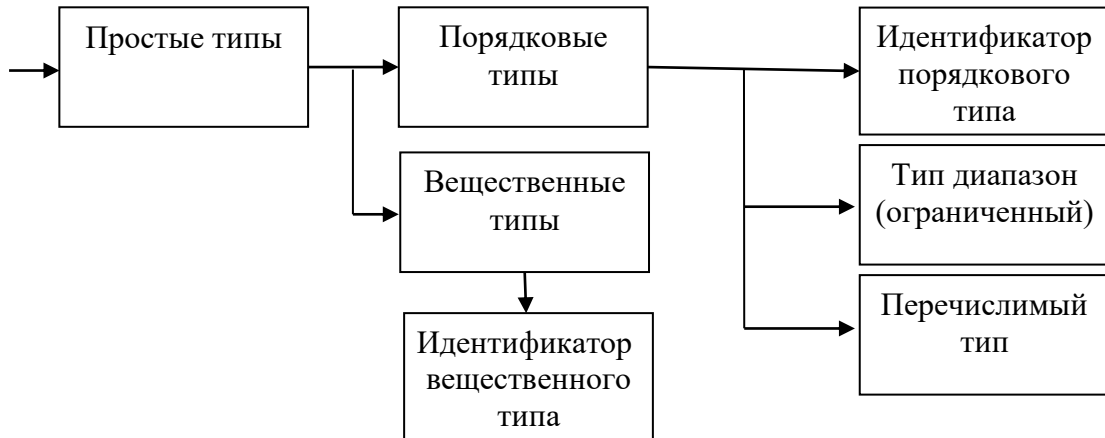 Простые типы
Порядковые
типы
Идентификатор
порядкового
типа
Вещественные
типы
Тип диапазон
(ограниченный)
Идентификатор
вещественного
типа
Перечислимый
тип